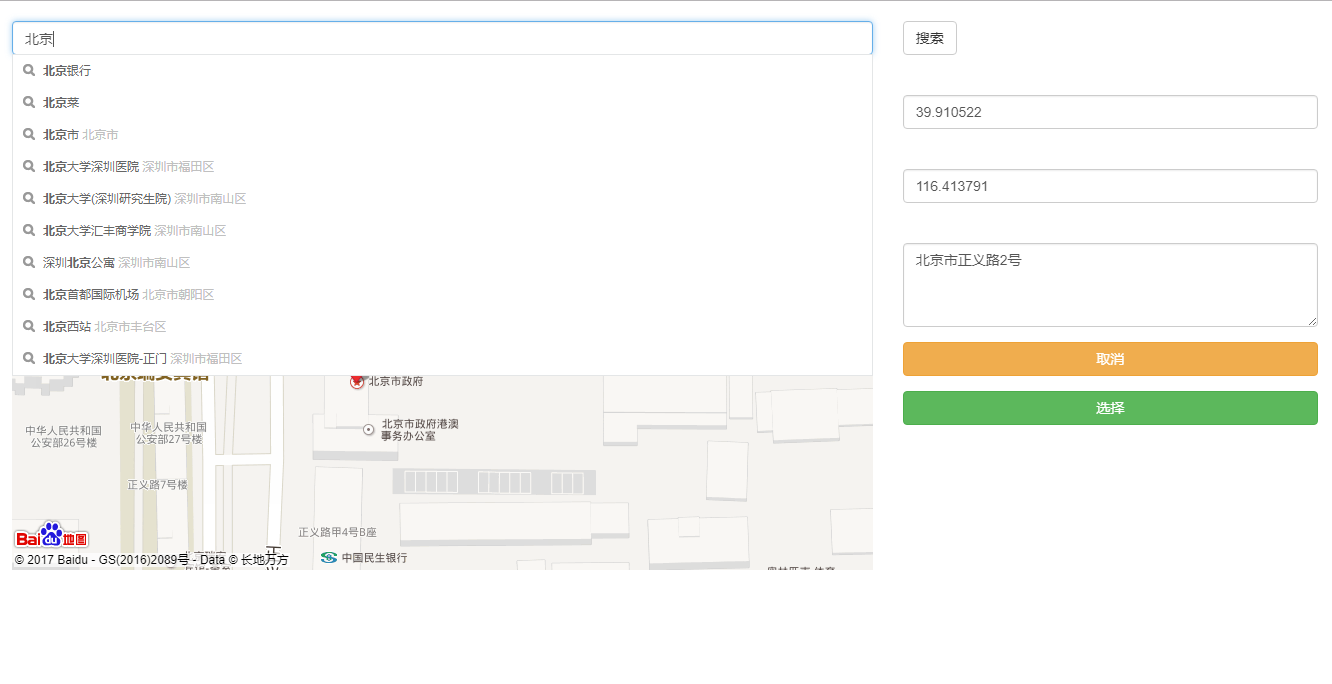 北京
搜索
北京银行
北京菜
北京市 北京市
北京大学深圳医院 深圳市福田区
北京大学(深圳研究生院) 深圳市南山区
北京大学汇丰商学院 深圳市南山区
深圳北京公寓 深圳市南山区
北京首都国际机场 北京市朝阳区
北京西站 北京市丰台区
北京大学深圳医院-正门 深圳市福田区
39.910522
116.413791
北京市正义路2号
取消
选择
北京市政府
北京市政府港澳
事务办公室
中华人民共和国
公安部26号楼
中华人民共和国
公安部27号楼
正义路7号楼
正义路甲4号B座
中国民生银行
Bai du 地图
© 2017 Baidu - GS(2016)2089号 - Data © 长地万方